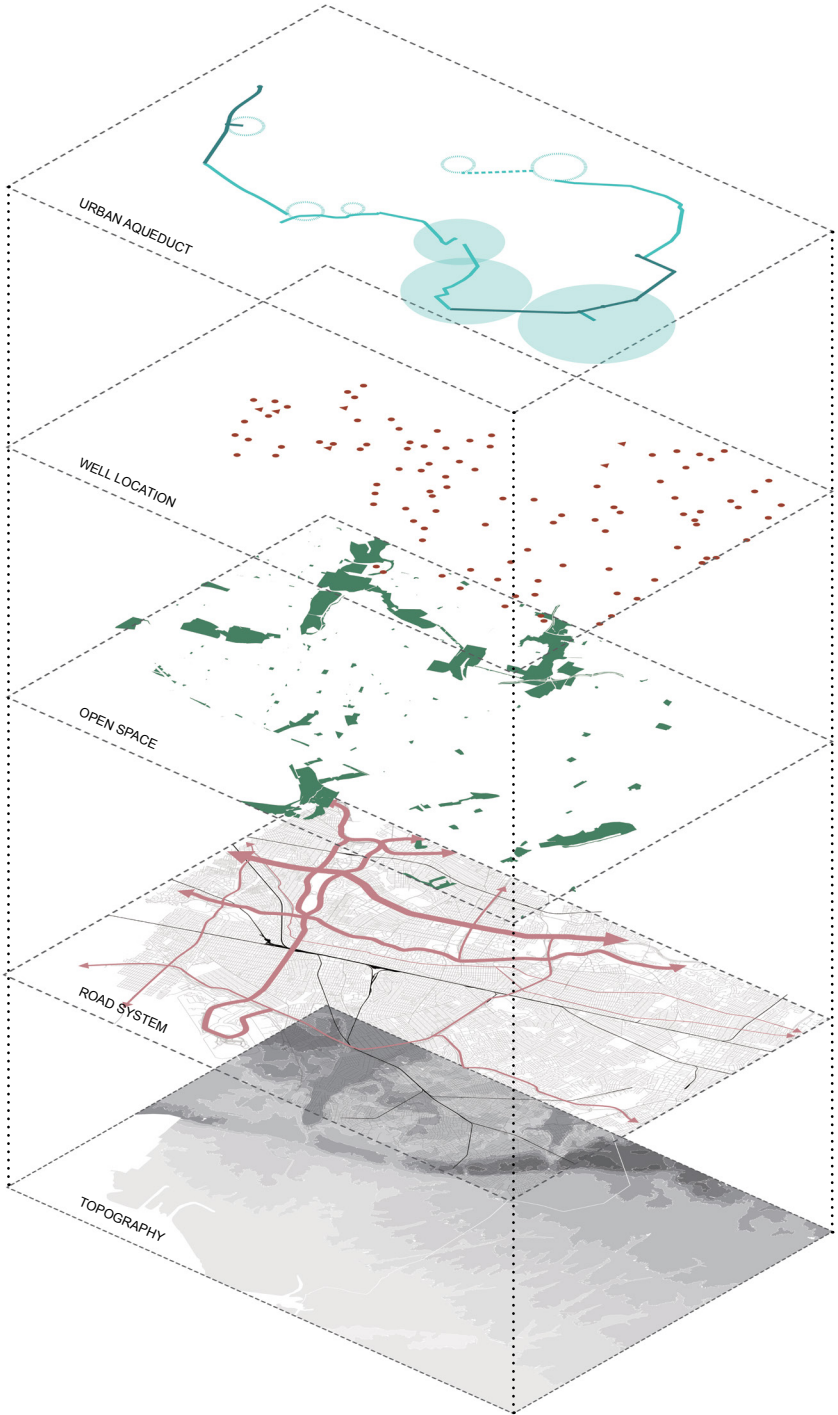 URBAN AQUEDUCT
WELL LOCATION
OPEN SPACE
ROAD SYSTEM
TOPOGRAPHY